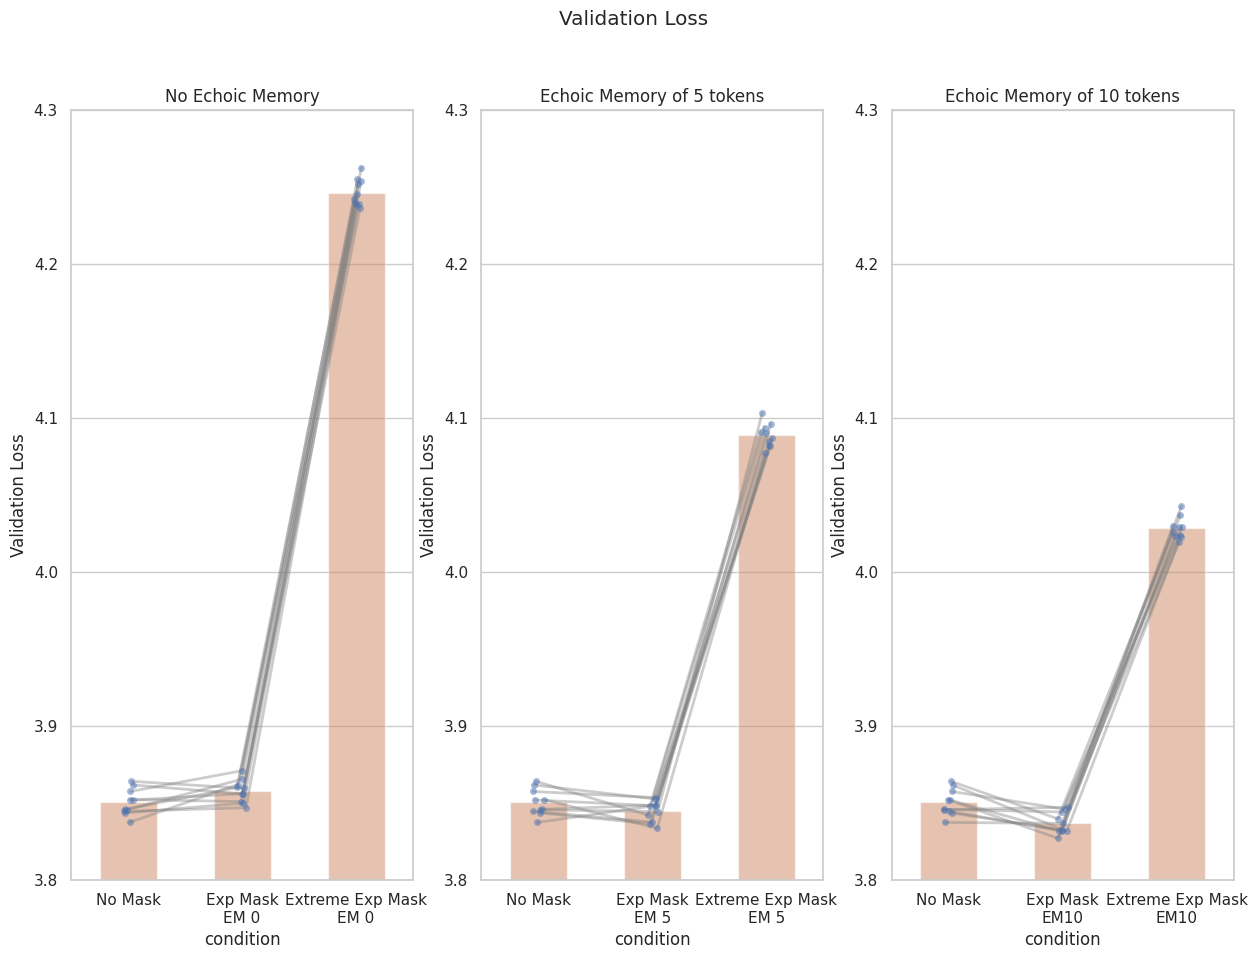 Validation Loss
No Echoic Memory
Echoic Memory of 5 tokens
Echoic Memory of 10 tokens
Validation Loss
4.3
4.2
4.1
4.0
3.9
3.8
No Mask
Exp Mask
EM 0
Extreme Exp Mask
EM 0
condition
Validation Loss
4.3
4.2
4.1
4.0
3.9
3.8
No Mask
Exp Mask
EM 5
Extreme Exp Mask
EM 5
condition
Validation Loss
4.3
4.2
4.1
4.0
3.9
3.8
No Mask
Exp Mask
EM10
Extreme Exp Mask
EM10
condition